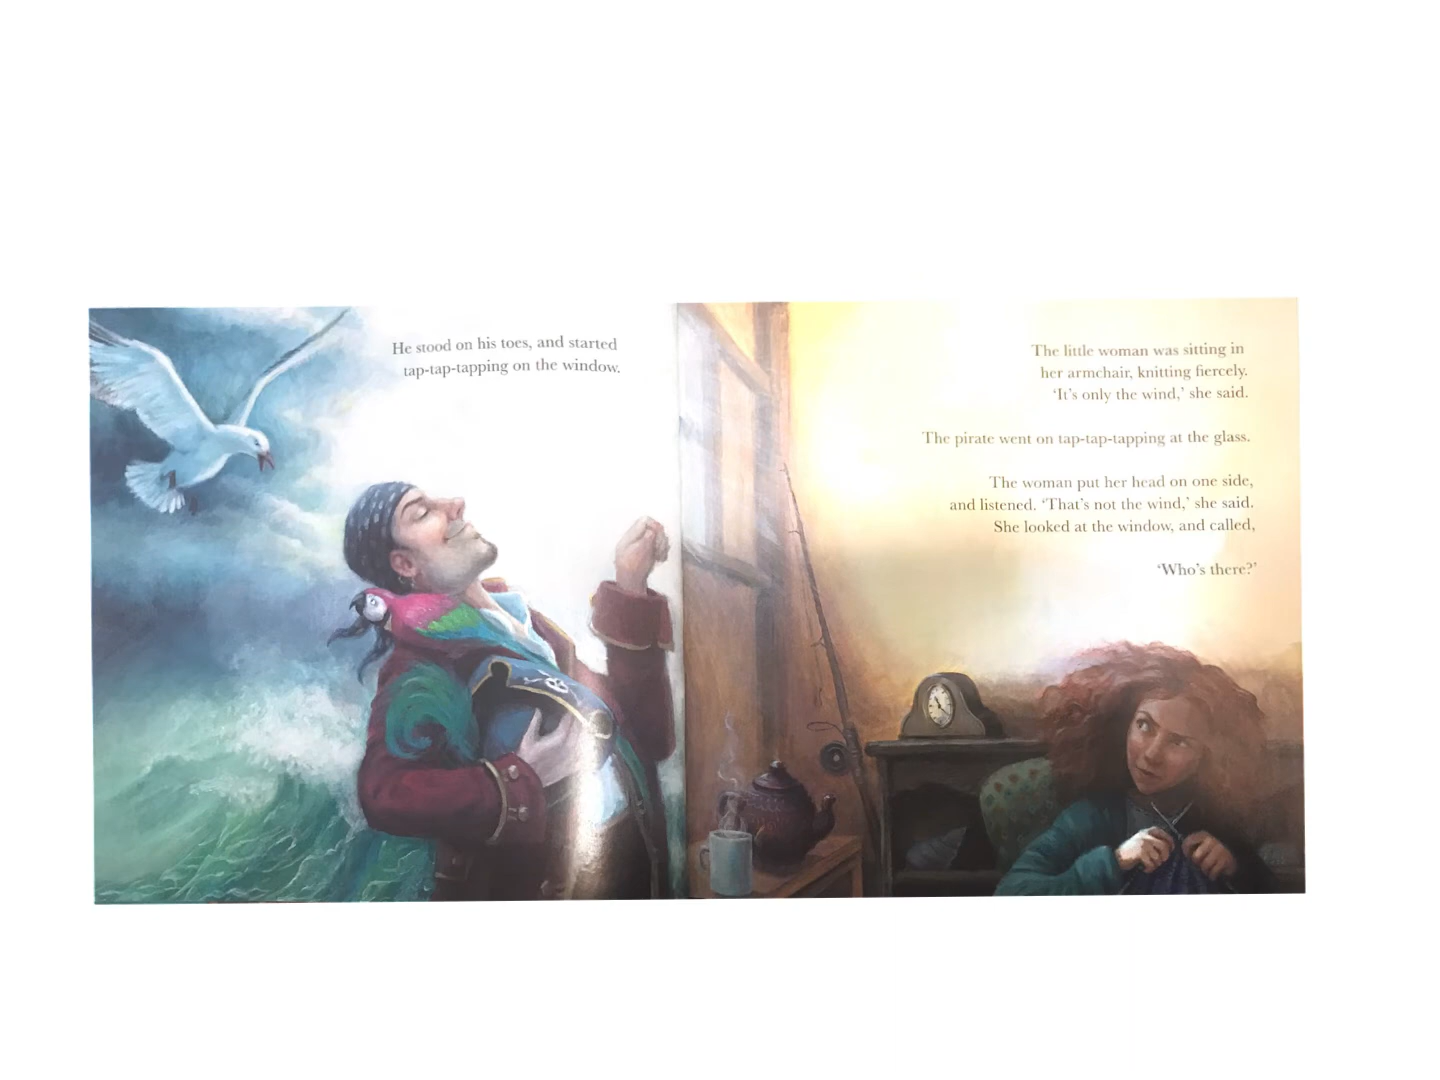 He stood on his toes, and started
tap-tap-tapping on the window.
The little woman was sitting in
her armchair, knitting fiercely.
‘It’s only the wind,’ she said.
The pirate went on tap-tap-tapping at the glass.
The woman put her head on one side,
and listened. ‘That’s not the wind,’ she said.
She looked at the window, and called,
‘Who’s there?’